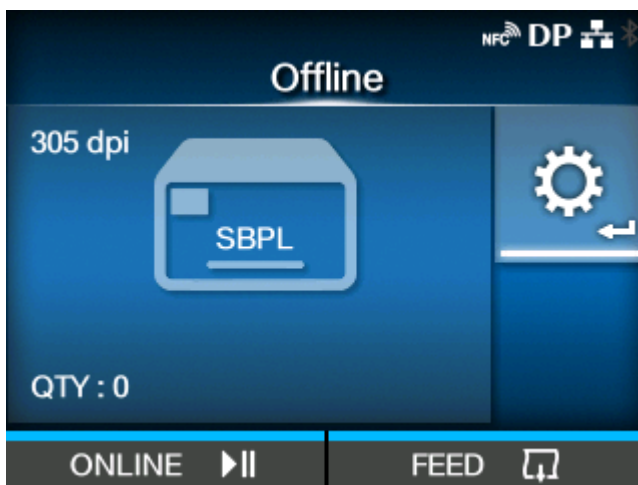 NFC DP
Offline
305 dpi
SBPL
QTY : 0
ONLINE FEED